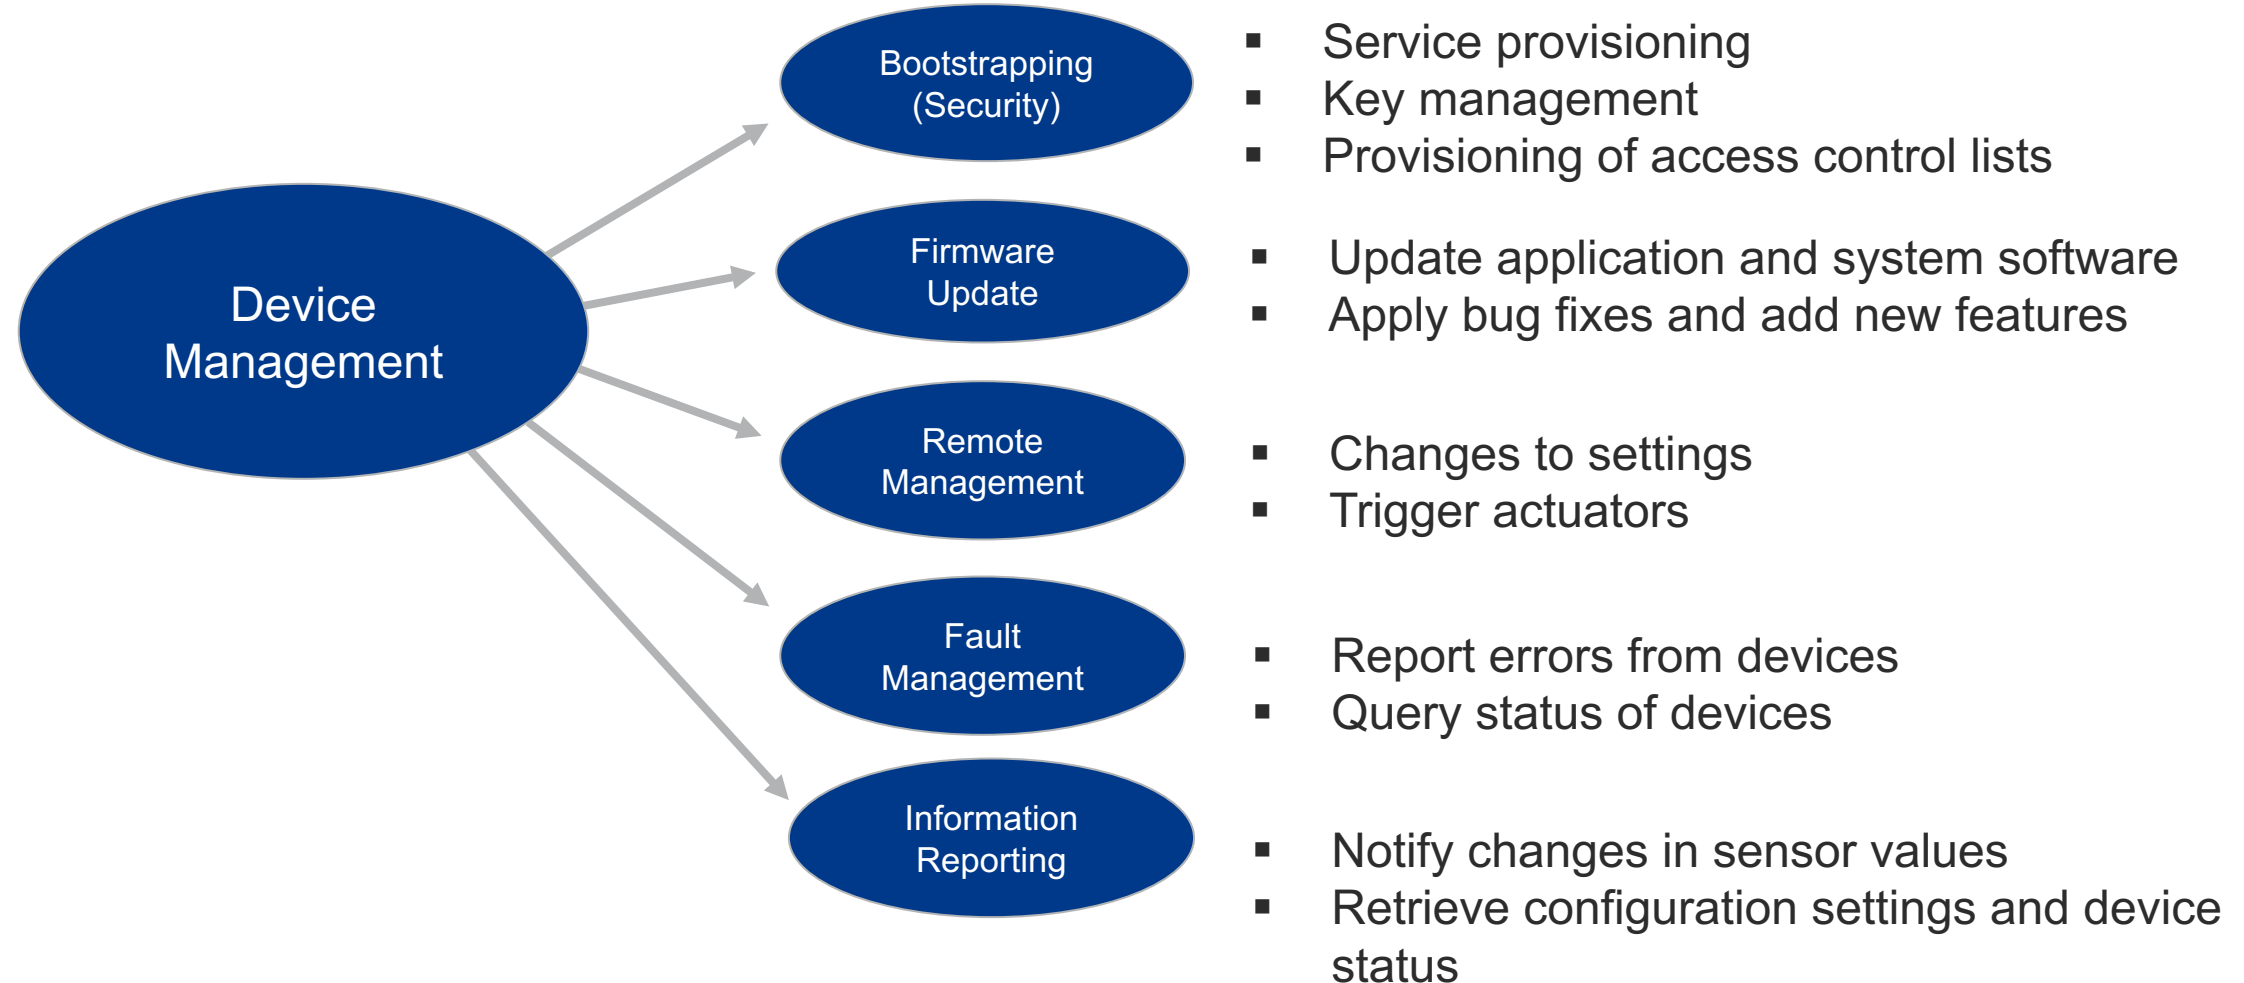 Device
Management
Bootstrapping
(Security)
▪ Service provisioning
▪ Key management
▪ Provisioning of access control lists
Firmware
Update
▪ Update application and system software
▪ Apply bug fixes and add new features
Remote
Management
▪ Changes to settings
▪ Trigger actuators
Fault
Management
▪ Report errors from devices
▪ Query status of devices
Information
Reporting
▪ Notify changes in sensor values
▪ Retrieve configuration settings and device
status